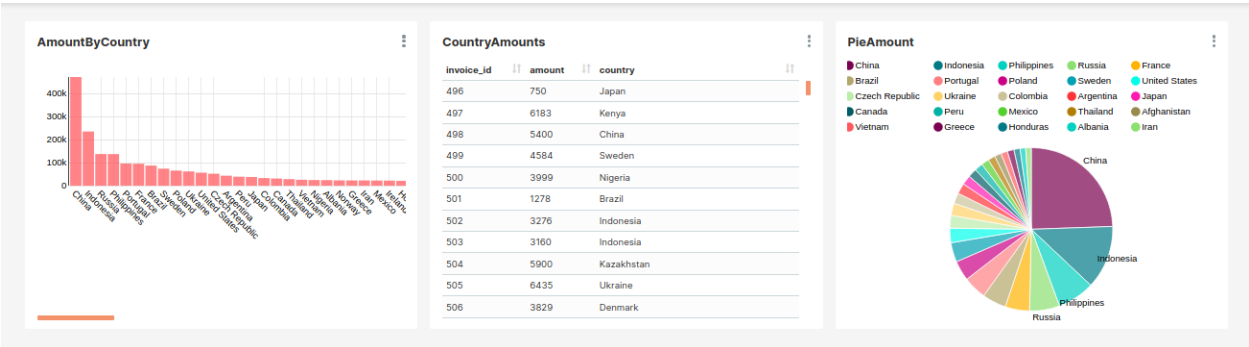 AmountByCountry
400k
300k
200k
100k
0
China
Indonesia
Russia
Philippines
Portugal
France
Brazil
Sweden
Poland
Ukraine
United States
Czech Republic
Argentina
Peru
Japan
Colombia
Canada
Thailand
Vietnam
Nigeria
Albania
Norway
Greece
Iran
Mexico
CountryAmounts
invoice_id amount country
496 750 Japan
497 6183 Kenya
498 5400 China
499 4584 Sweden
500 3999 Nigeria
501 1278 Brazil
502 3276 Indonesia
503 3160 Indonesia
504 5900 Kazakhstan
505 6435 Ukraine
506 3829 Denmark
PieAmount
China Indonesia Philippines Russia France
Brazil Portugal Poland Sweden United States
Czech Republic Ukraine Colombia Argentina Japan
Canada Peru Mexico Thailand Afghanistan
Vietnam Greece Honduras Albania Iran
China
Indonesia
Philippines
Russia